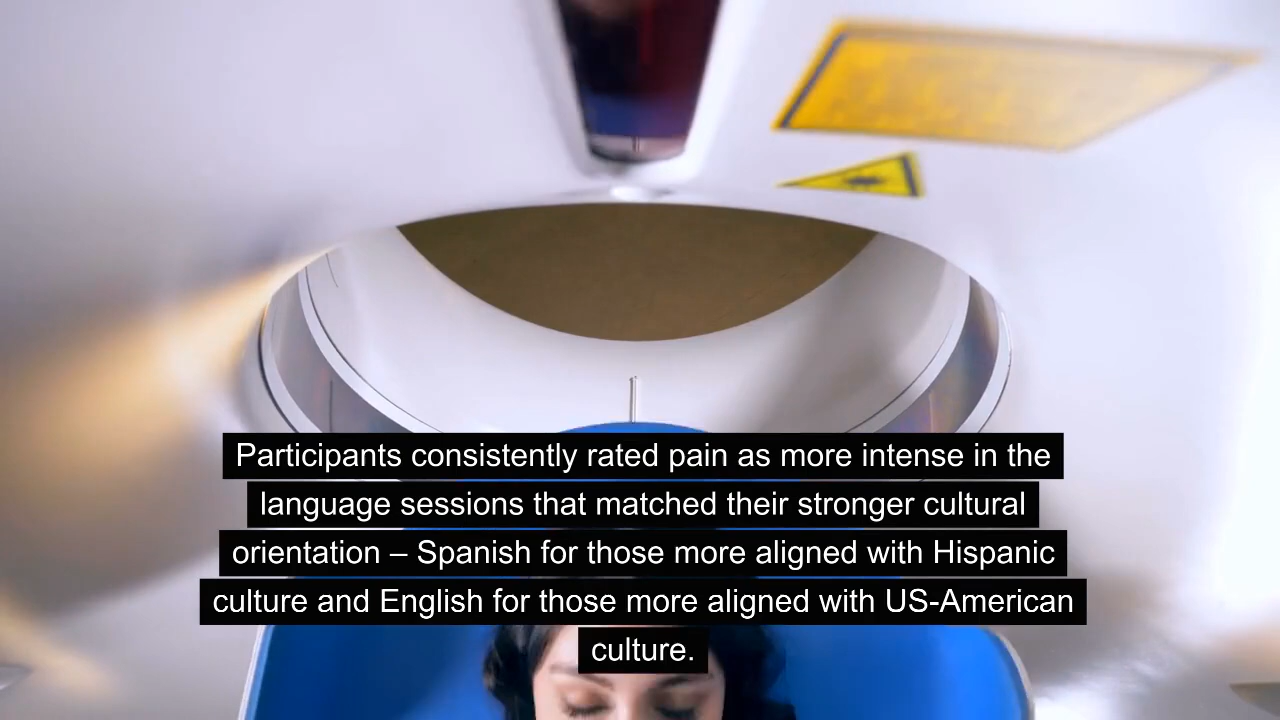 Participants consistently rated pain as more intense in the
language sessions that matched their stronger cultural
orientation – Spanish for those more aligned with Hispanic
culture and English for those more aligned with US-American
culture.